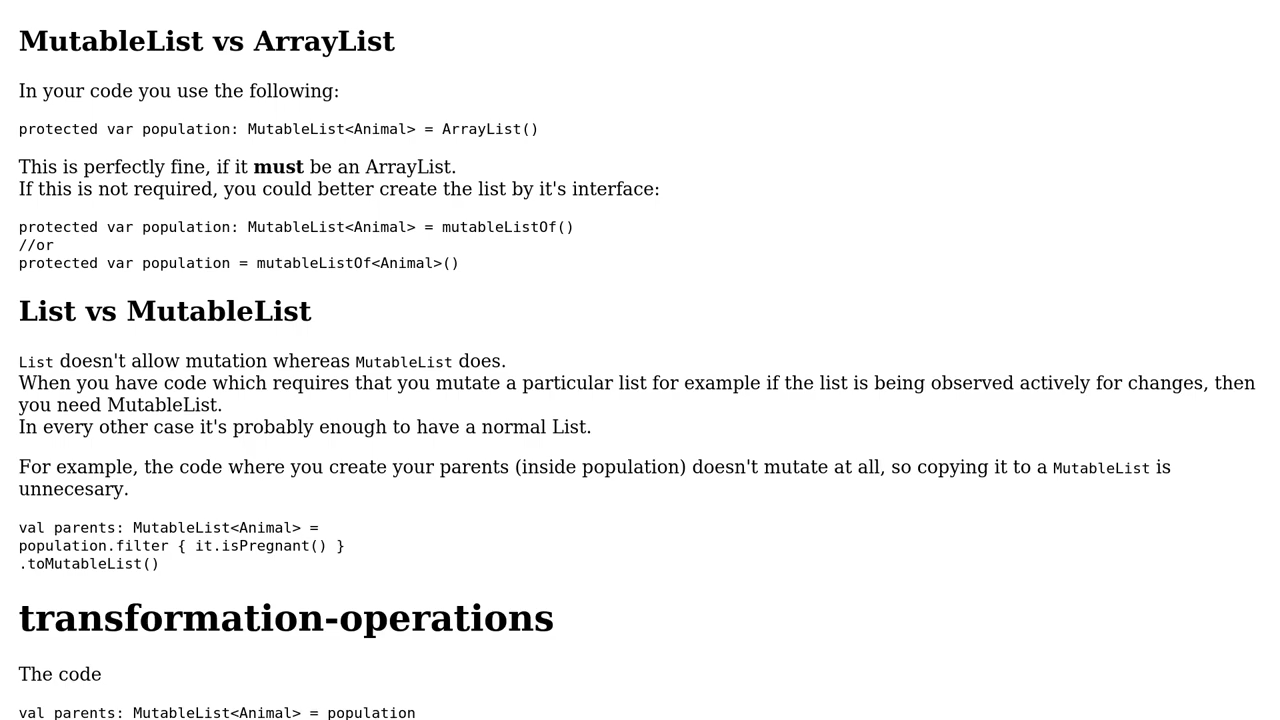 MutableList vs ArrayList
In your code you use the following:
protected var population: MutableList<Animal> = ArrayList()
This is perfectly fine, if it must be an ArrayList.
If this is not required, you could better create the list by it's interface:
protected var population: MutableList<Animal> = mutableListOf()
//or
protected var population = mutableListOf<Animal>()
List vs MutableList
List doesn't allow mutation whereas MutableList does.
When you have code which requires that you mutate a particular list for example if the list is being observed actively for changes, then
you need MutableList.
In every other case it's probably enough to have a normal List.
For example, the code where you create your parents (inside population) doesn't mutate at all, so copying it to a MutableList is
unnecesary.
val parents: MutableList<Animal> =
population.filter { it.isPregnant() }
.toMutableList()
transformation-operations
The code
val parents: MutableList<Animal> = population